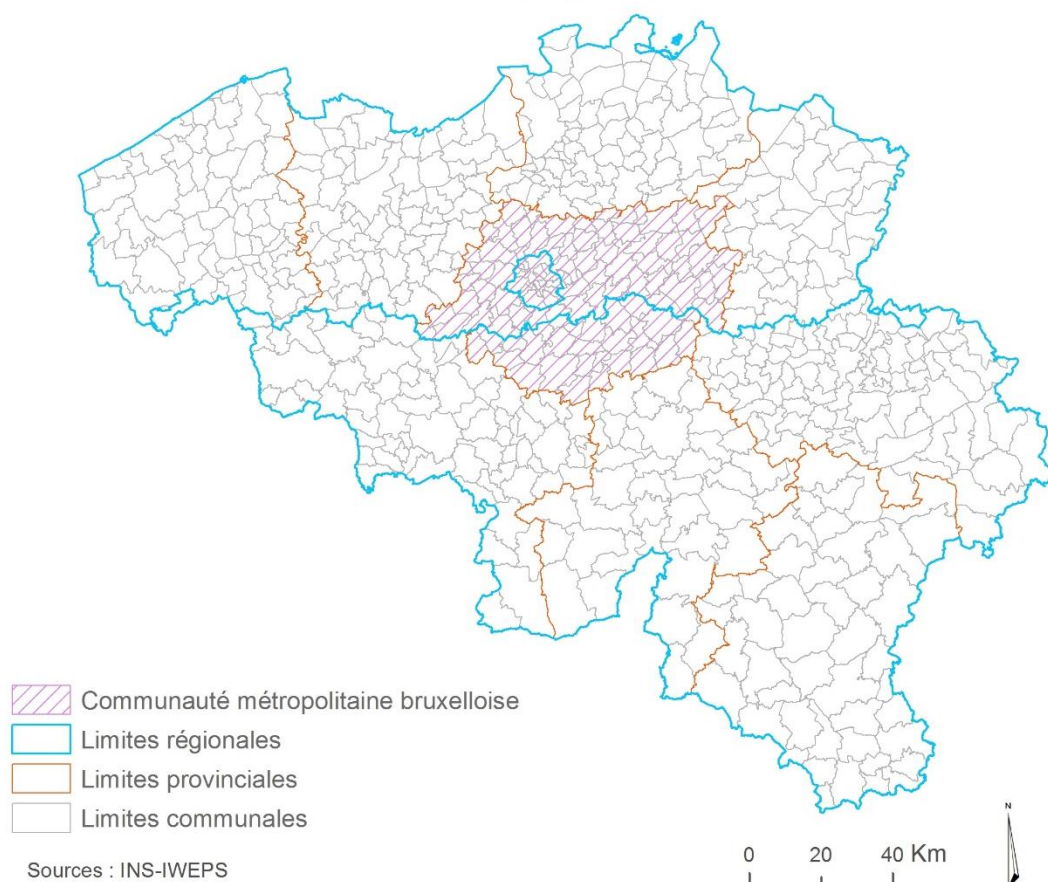 Communauté métropolitaine bruxelloise
Limites régionales
Limites provinciales
Limites communales
Sources : INS-IWEPS
0 20 40 Km
N